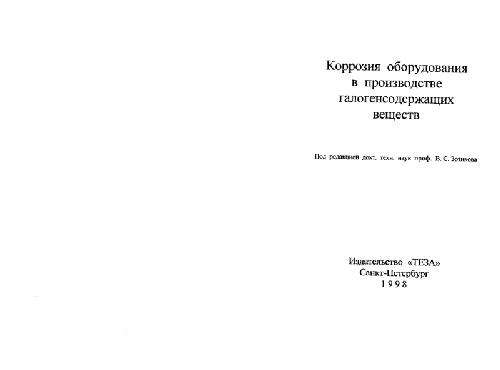 Коррозия оборудования
в производстве
галогенсодержащих
веществ
Под редакцией докт. техн. наук проф. В. С. Зотикова
Издательство «ТЕЗА»
Санкт-Петербург
1998